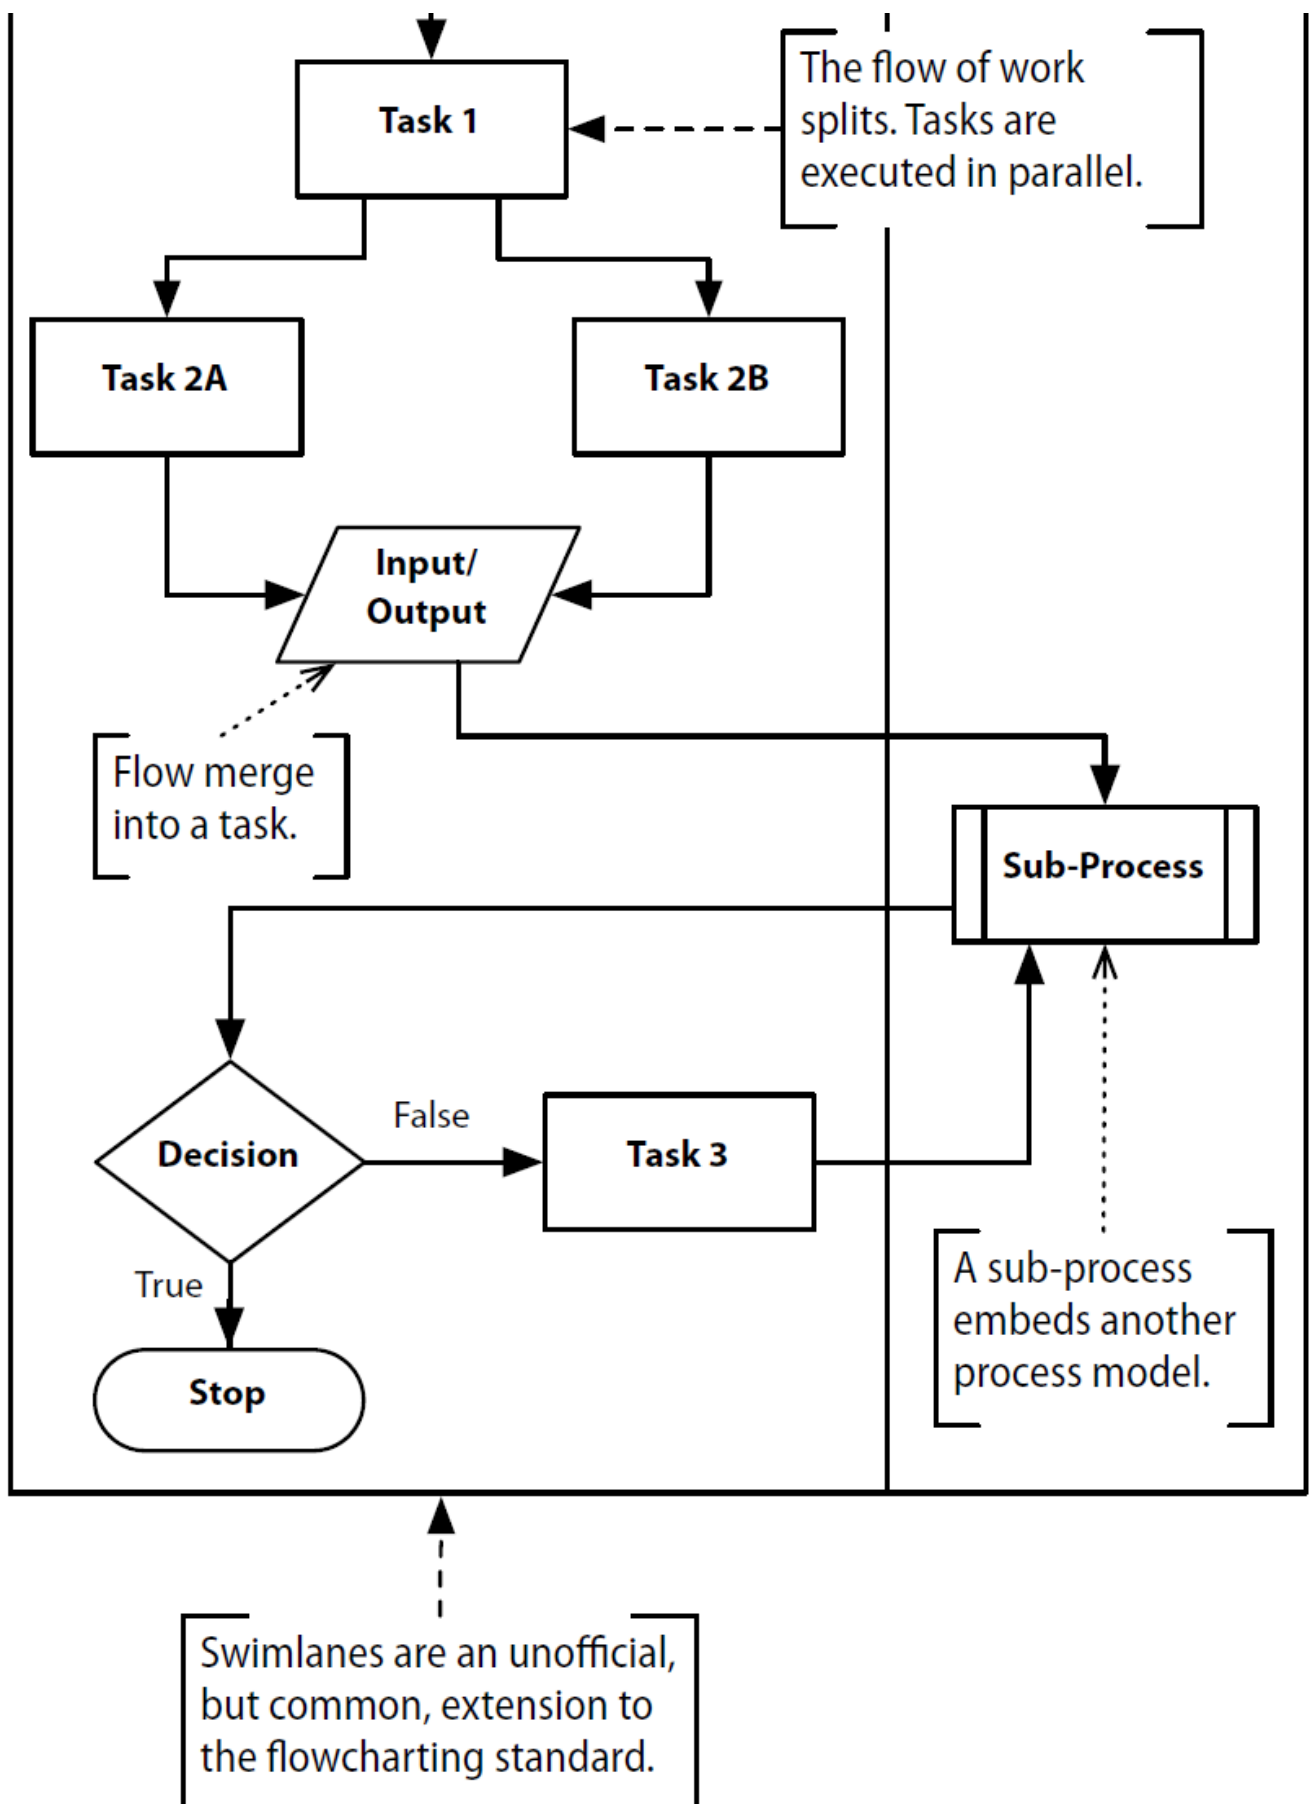 Task 1
The flow of work
splits. Tasks are
executed in parallel.
Task 2A
Task 2B
Input/
Output
Flow merge
into a task.
Sub-Process
Decision
False
Task 3
True
Stop
A sub-process
embeds another
process model.
Swimlanes are an unofficial,
but common, extension to
the flowcharting standard.